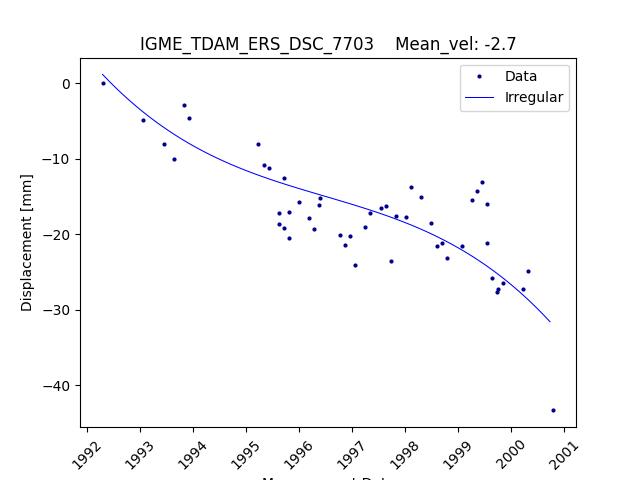 IGME_TDAM_ERS_DSC_7703    Mean_vel: -2.7
Data
Irregular
Displacement [mm]
0
−10
−20
−30
−40
1992 1993 1994 1995 1996 1997 1998 1999 2000 2001